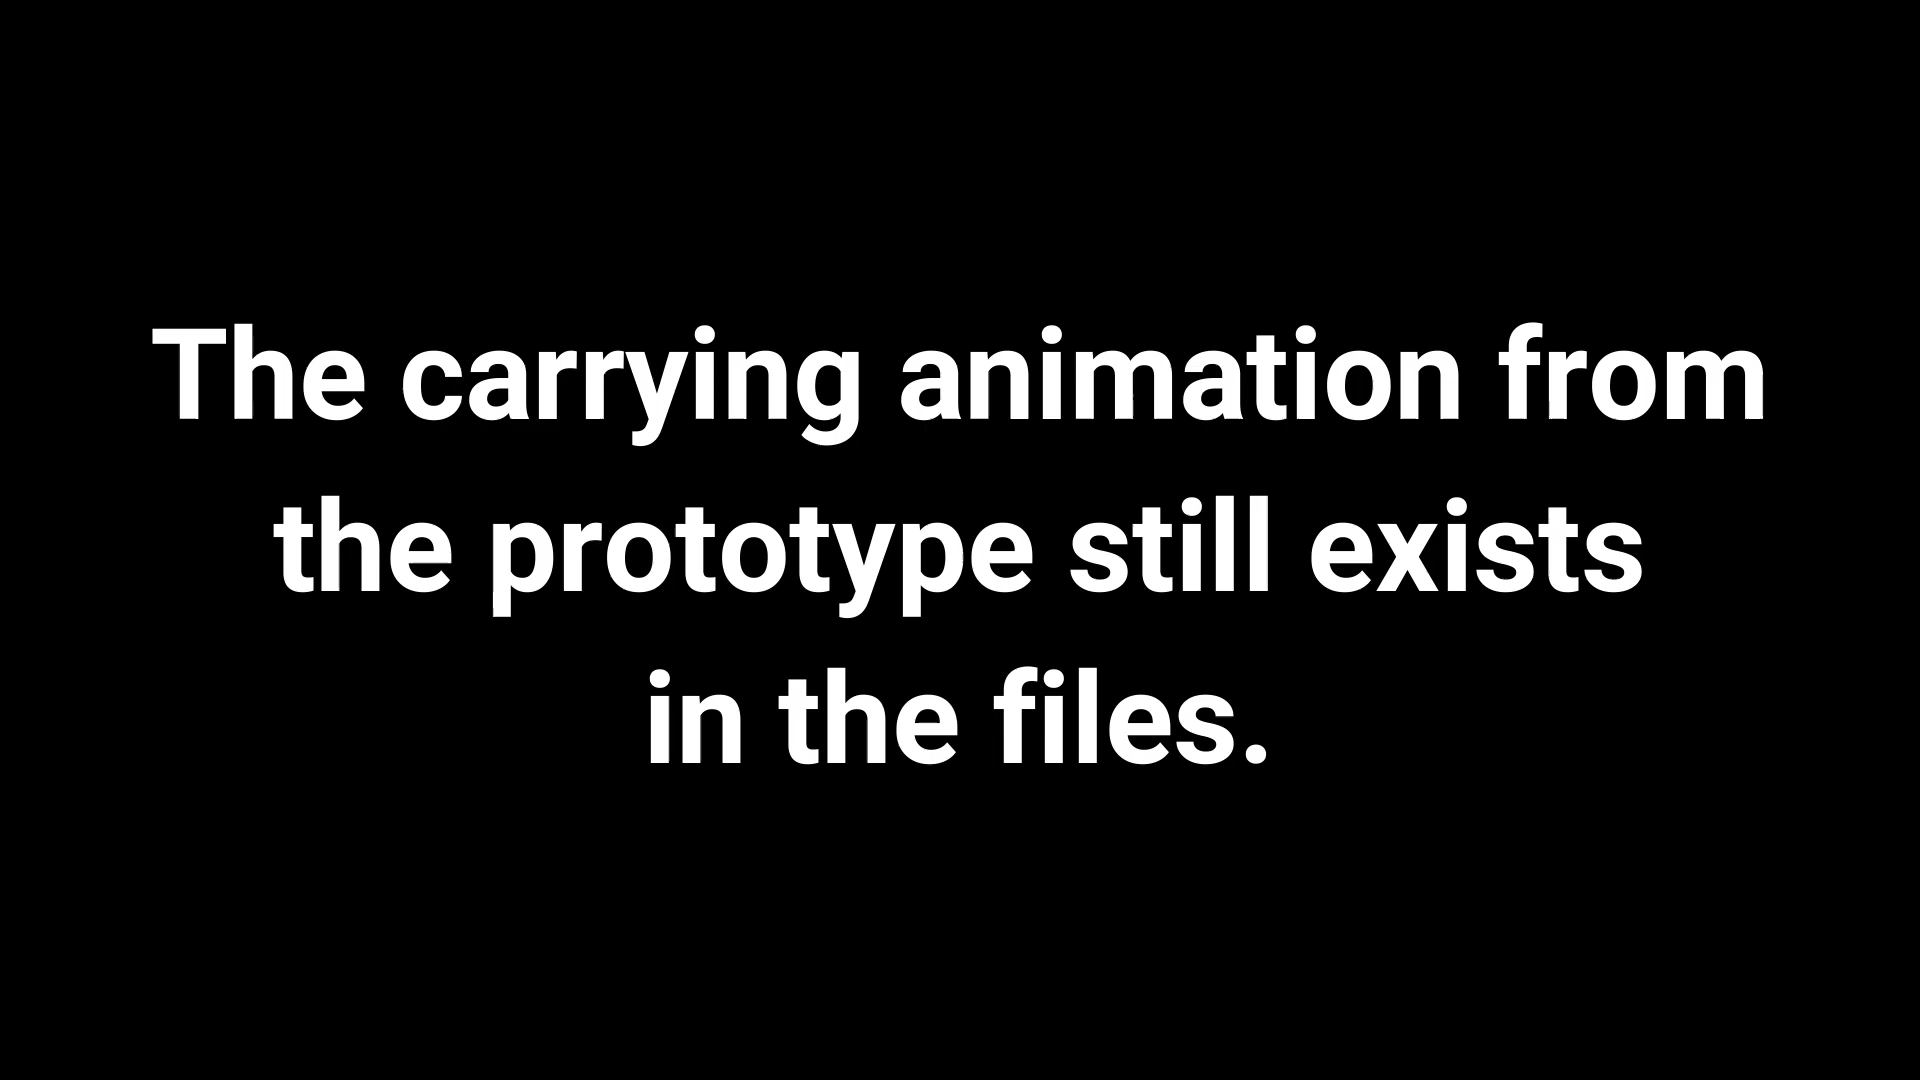 The carrying animation from
the prototype still exists
in the files.